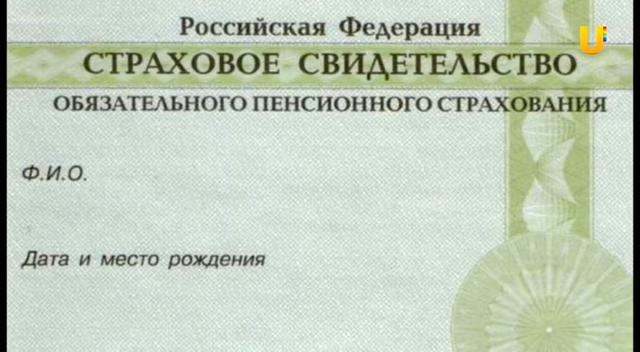 Российская Федерация
U
СТРАХОВОЕ СВИДЕТЕЛЬСТВО
ОБЯЗАТЕЛЬНОГО ПЕНСИОННОГО СТРАХОВАНИЯ
Ф.И.О.
Дата и место рождения